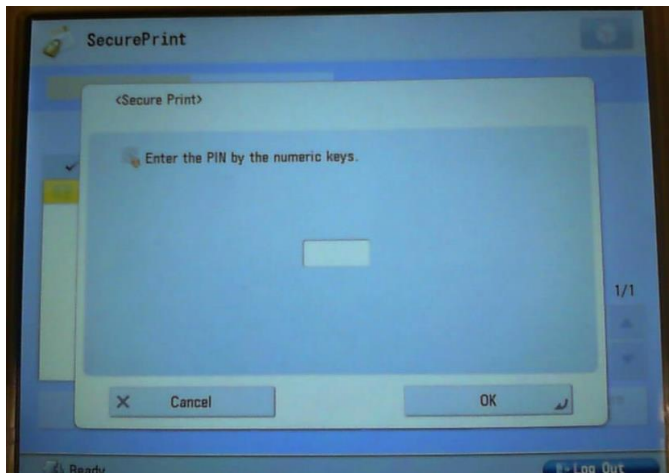 SecurePrint
<Secure Print>
Enter the PIN by the numeric keys.
1/1
Cancel
OK
Ready
Log Out